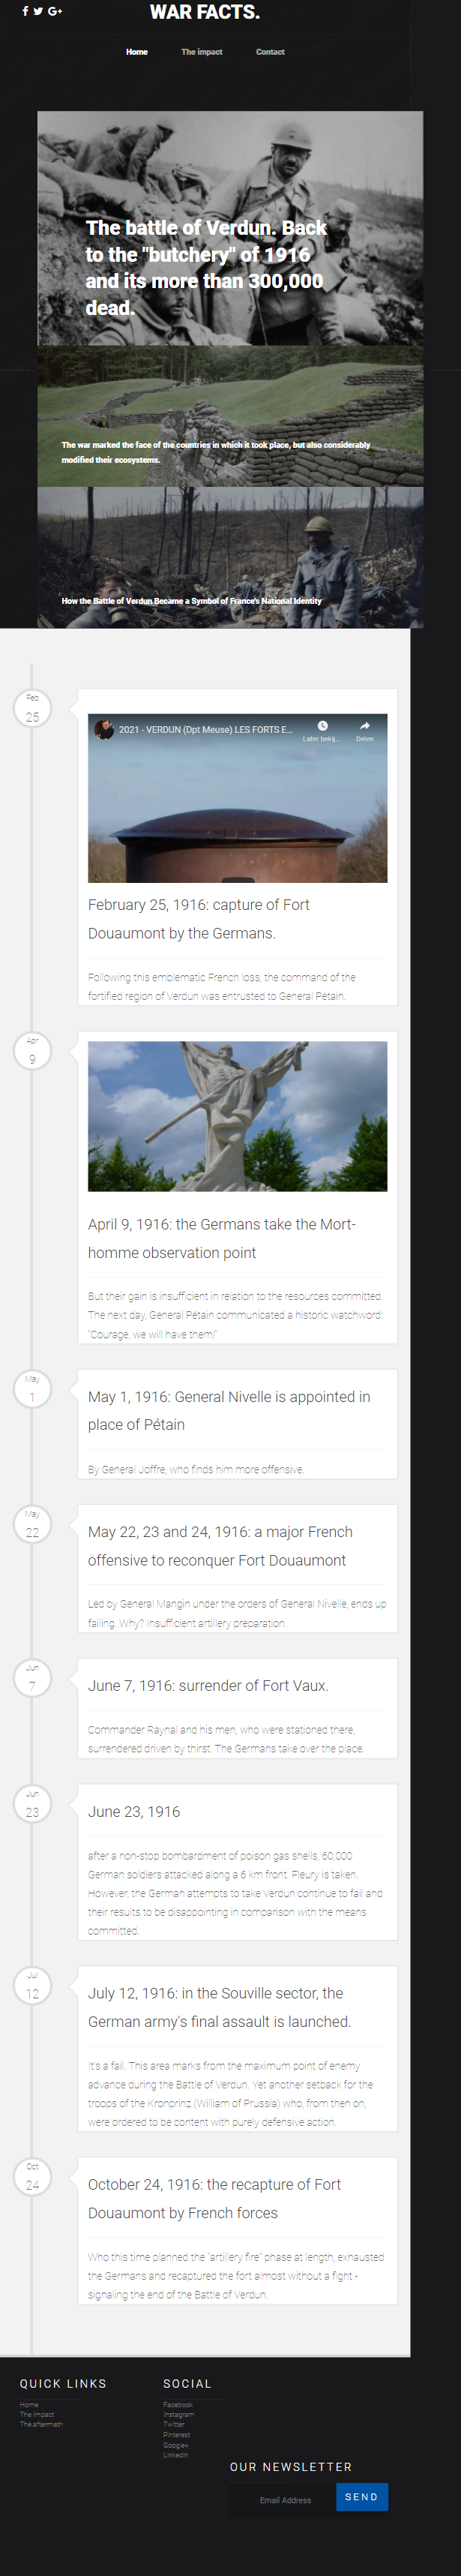 WAR FACTS.
Home
The impact
Contact
The battle of Verdun. Back
to the "butchery" of 1916
and its more than 300,000
dead.
The war marked the face of the countries in which it took place, but also considerably
modified their ecosystems.
How the Battle of Verdun Became a Symbol of France's National Identity
Feb
25
2021 - VERDUN (Dpt Meuse) LES FORTS E...
Later bekij...
Delen
February 25, 1916: capture of Fort
Douaumont by the Germans.
Following this emblematic French loss, the command of the
fortified region of Verdun was entrusted to General Pétain.
Apr
9
April 9, 1916: the Germans take the Mort-
homme observation point
But their gain is insufficient in relation to the resources committed.
The next day, General Pétain communicated a historic watchword:
"Courage, we will have them!"
May
1
May 1, 1916: General Nivelle is appointed in
place of Pétain
By General Joffre, who finds him more offensive.
May
22
May 22, 23 and 24, 1916: a major French
offensive to reconquer Fort Douaumont
Led by General Mangin under the orders of General Nivelle, ends up
failing. Why? Insufficient artillery preparation.
Jun
7
June 7, 1916: surrender of Fort Vaux.
Commander Raynal and his men, who were stationed there,
surrendered driven by thirst. The Germans take over the place.
Jun
23
June 23, 1916
after a non-stop bombardment of poison gas shells, 60,000
German soldiers attacked along a 6 km front. Fleury is taken.
However, the German attempts to take Verdun continue to fail and
their results to be disappointing in comparison with the means
committed.
Jul
12
July 12, 1916: in the Souville sector, the
German army's final assault is launched.
It's a fail. This area marks from the maximum point of enemy
advance during the Battle of Verdun. Yet another setback for the
troops of the Kronprinz (William of Prussia) who, from then on,
were ordered to be content with purely defensive action.
Oct
24
October 24, 1916: the recapture of Fort
Douaumont by French forces
Who this time planned the "artillery fire" phase at length, exhausted
the Germans and recaptured the fort almost without a fight -
signaling the end of the Battle of Verdun.
QUICK LINKS
Home
The impact
The aftermath
SOCIAL
Facebook
Instagram
Twitter
Pinterest
Google+
LinkedIn
OUR NEWSLETTER
Email Address
SEND